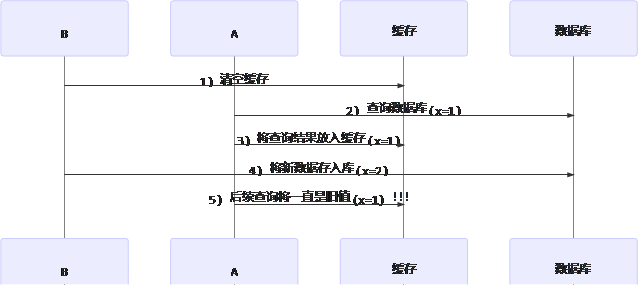 B
A
缓存
数据库
1) 清空缓存
2) 查询数据库(x=1)
3) 将查询结果放入缓存(x=1)
4) 将新数据存入库(x=2)
5) 后续查询将一直是旧值(x=1) !!!
B
A
缓存
数据库